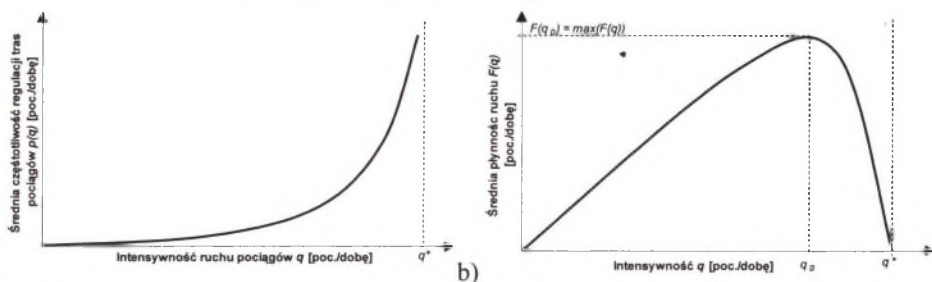 Średnia częstotliwość regulacji tras
pociągów p(q) [poc./dobę]
Intensywność ruchu pociągów q [poc./dobę]
q*
b)
F(q₀) = max(F(q))
Średnia płynność ruchu F(q)
[poc./dobę]
Intensywność q [poc./dobę]
q₀
q*